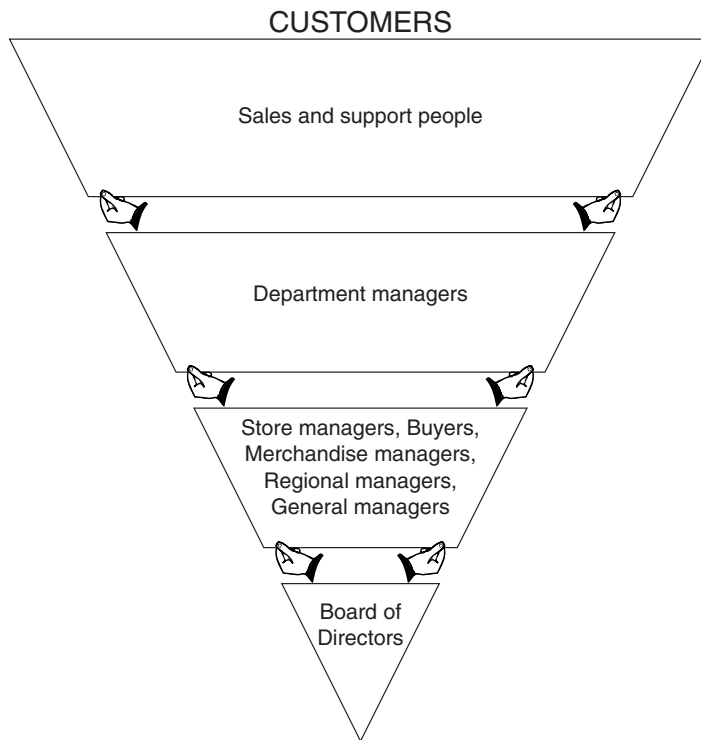 CUSTOMERS
Sales and support people
Department managers
Store managers, Buyers,
Merchandise managers,
Regional managers,
General managers
Board of
Directors